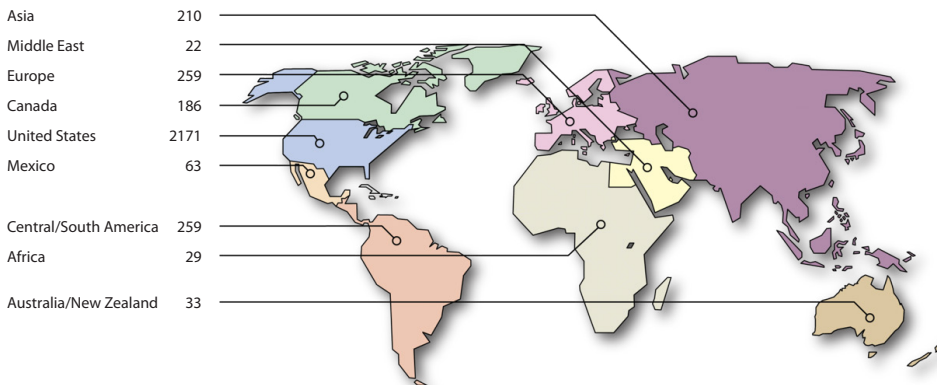 Asia 210
Middle East 22
Europe 259
Canada 186
United States 2171
Mexico 63
Central/South America 259
Africa 29
Australia/New Zealand 33